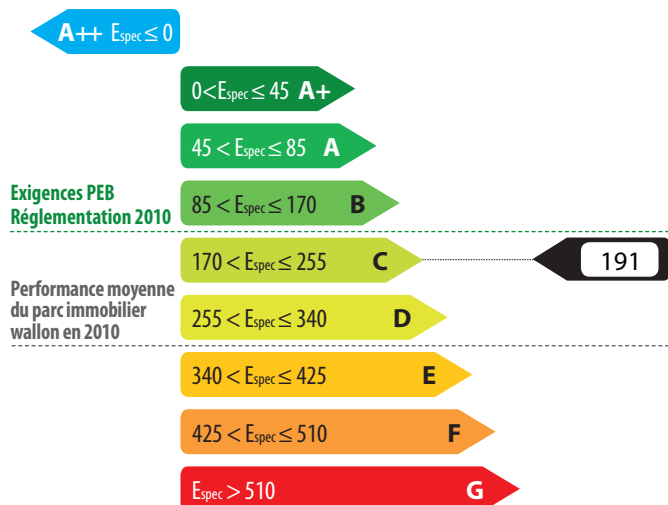 A++ Espec ≤ 0
0<Espec ≤ 45 A+
45 < Espec ≤ 85 A
Exigences PEB
Réglementation 2010
85 < Espec ≤ 170 B
170 < Espec ≤ 255 C
191
Performance moyenne
du parc immobilier
wallon en 2010
255 < Espec ≤ 340 D
340 < Espec ≤ 425 E
425 < Espec ≤ 510 F
Espec > 510 G